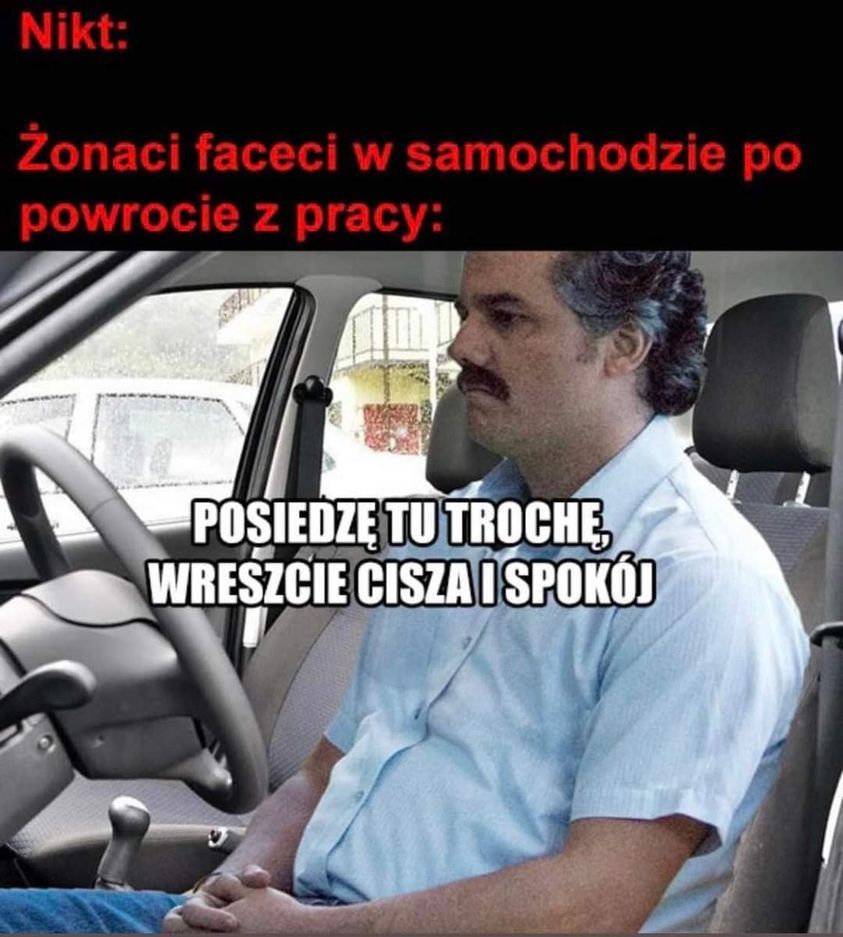 Nikt:
Żonaci faceci w samochodzie po
powrocie z pracy:
POSIEDZĘ TU TROCHĘ,
WRESZCIE CISZA I SPOKÓJ